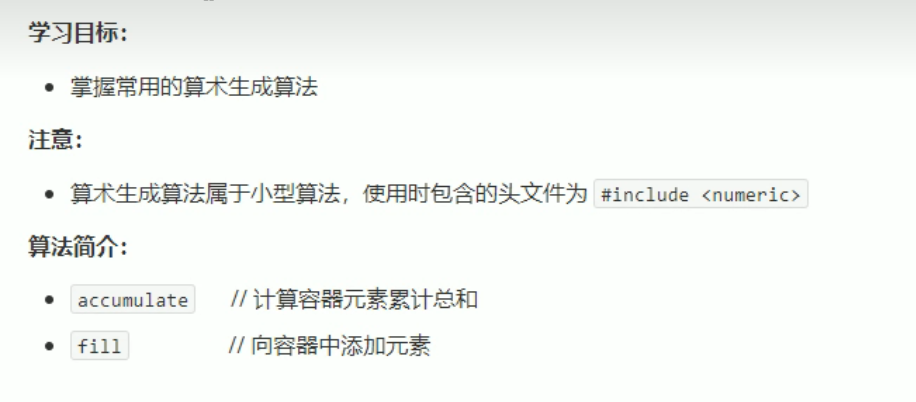 学习目标：
掌握常用的算术生成算法
注意：
算术生成算法属于小型算法，使用时包含的头文件为 #include <numeric>
算法简介：
accumulate // 计算容器元素累计总和
fill // 向容器中添加元素